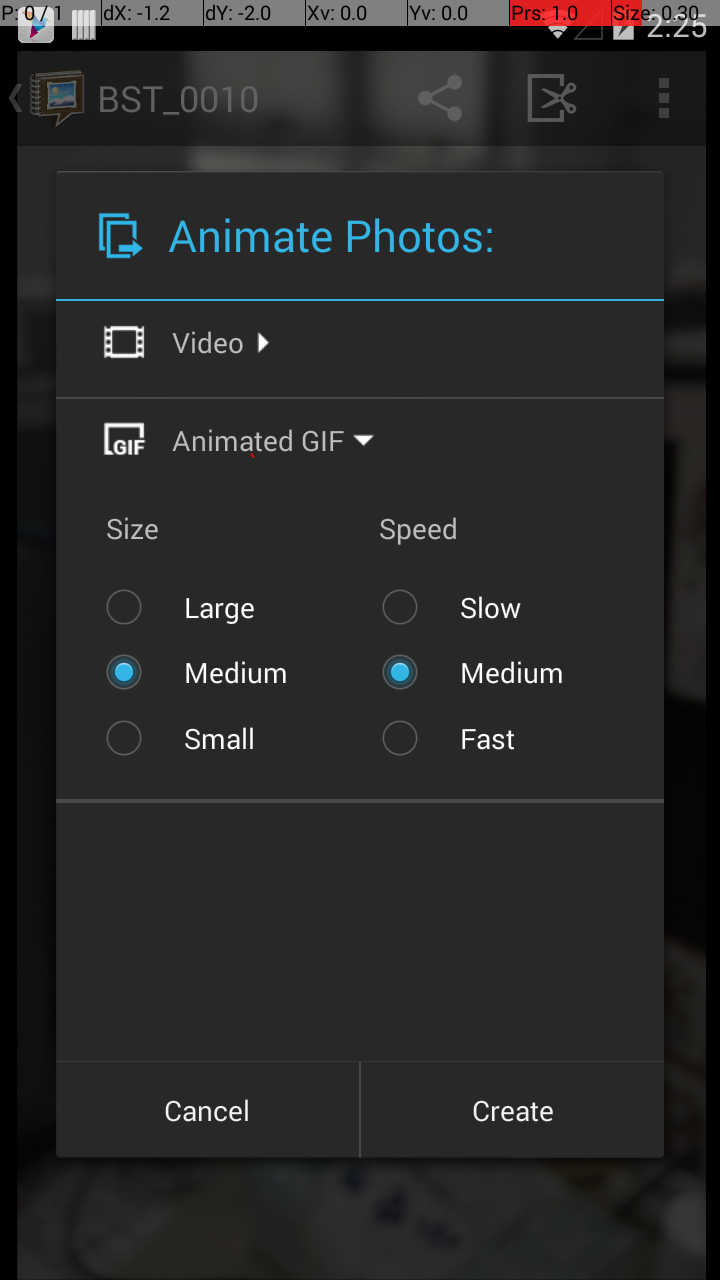 P: 0 / 1 dX: -1.2 dY: -2.0 Xv: 0.0 Yv: 0.0 Prs: 1.0 Size: 0.30
2:25
BST_0010
Animate Photos:
Video
GIF Animated GIF
Size Speed
Large Slow
Medium Medium
Small Fast
Cancel Create